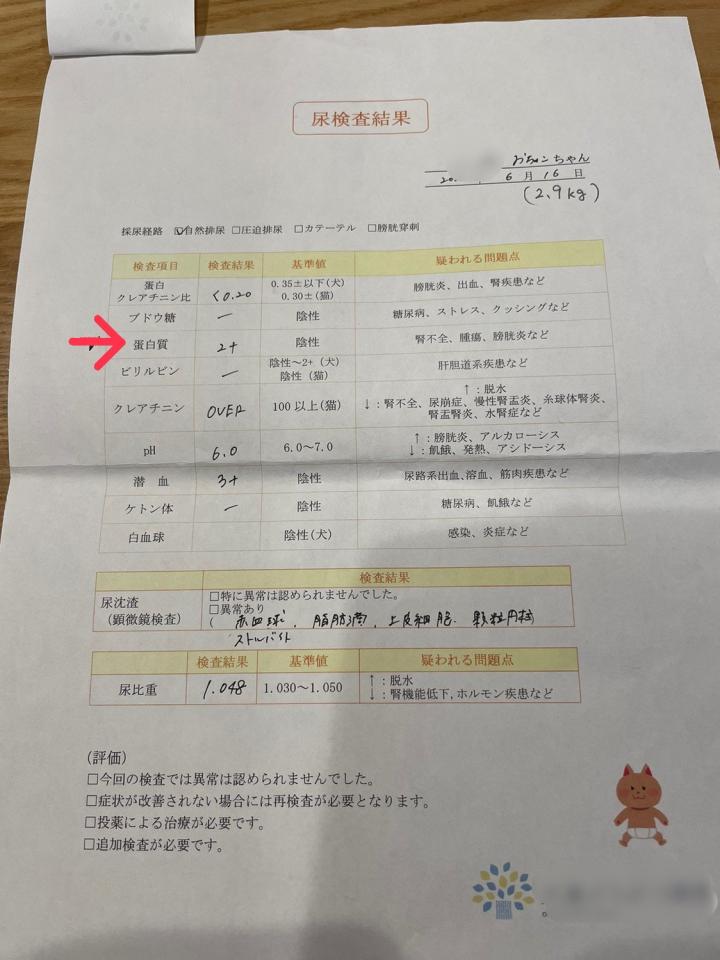 尿検査結果
おちゃこちゃん
20. 6月16日
(2.9kg)
採尿経路 ☑自然排尿 □圧迫排尿 □カテーテル □膀胱穿刺
検査項目 検査結果 基準値 疑われる問題点
蛋白 クレアチニン比 <0.20 0.35±以下(犬) 0.30±(猫) 膀胱炎、出血、腎疾患など
ブドウ糖 － 陰性 糖尿病、ストレス、クッシングなど
蛋白質 2+ 陰性 腎不全、腫瘍、膀胱炎など
ビリルビン － 陰性～2+（犬） 陰性（猫） 肝胆道系疾患など
クレアチニン OVER 100以上(猫) ↑：脱水
↓：腎不全、尿崩症、慢性腎盂炎、糸球体腎炎、
腎盂腎炎、水腎症など
pH 6.0 6.0～7.0 ↑：膀胱炎、アルカローシス
↓：飢餓、発熱、アシドーシス
潜 血 3+ 陰性 尿路系出血、溶血、筋肉疾患など
ケトン体 － 陰性 糖尿病、飢餓など
白血球 陰性(犬) 感染、炎症など
検査結果
尿沈渣
（顕微鏡検査）
□特に異常は認められませんでした。
□異常あり
( 赤血球、脂肪滴、上皮細胞、顆粒円柱
ストルバイト
検査結果 基準値 疑われる問題点
尿比重 1.048 1.030～1.050 ↑：脱水
↓：腎機能低下,ホルモン疾患など
(評価)
□今回の検査では異常は認められませんでした。
□症状が改善されない場合には再検査が必要となります。
□投薬による治療が必要です。
□追加検査が必要です。